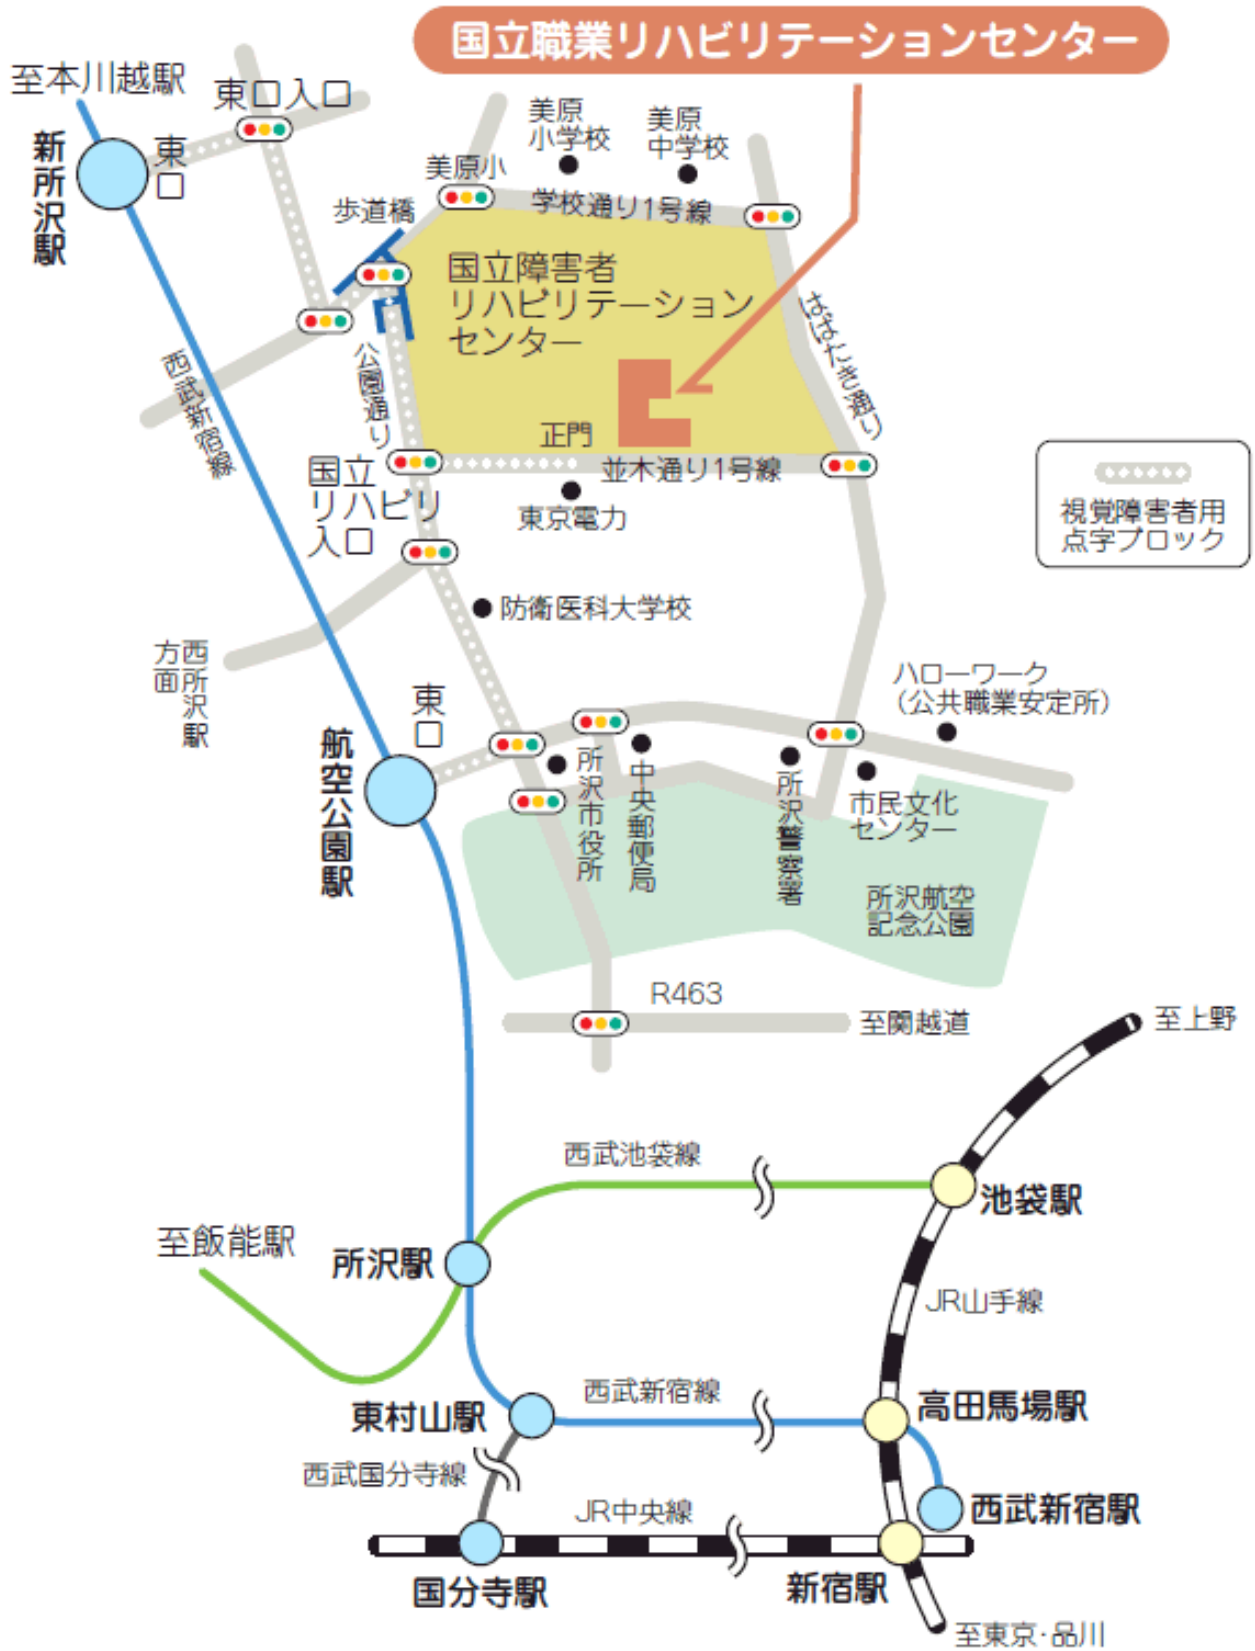 国立職業リハビリテーションセンター
至本川越駅
東口入口
新所沢駅
東口
美原
小学校
美原
中学校
美原小
歩道橋
学校通り1号線
国立障害者
リハビリテーション
センター
西武新宿線
公園通り
正門
並木通り1号線
国立
リハビリ
入口
東京電力
視覚障害者用
点字ブロック
防衛医科大学校
西所沢駅
方面
東口
航空公園駅
ハローワーク
(公共職業安定所)
所沢市役所
中央郵便局
所沢警察署
市民文化
センター
所沢航空
記念公園
R463
至関越道
至上野
西武池袋線
池袋駅
至飯能駅
所沢駅
JR山手線
東村山駅
西武新宿線
高田馬場駅
西武国分寺線
JR中央線
西武新宿駅
国分寺駅
新宿駅
至東京・品川